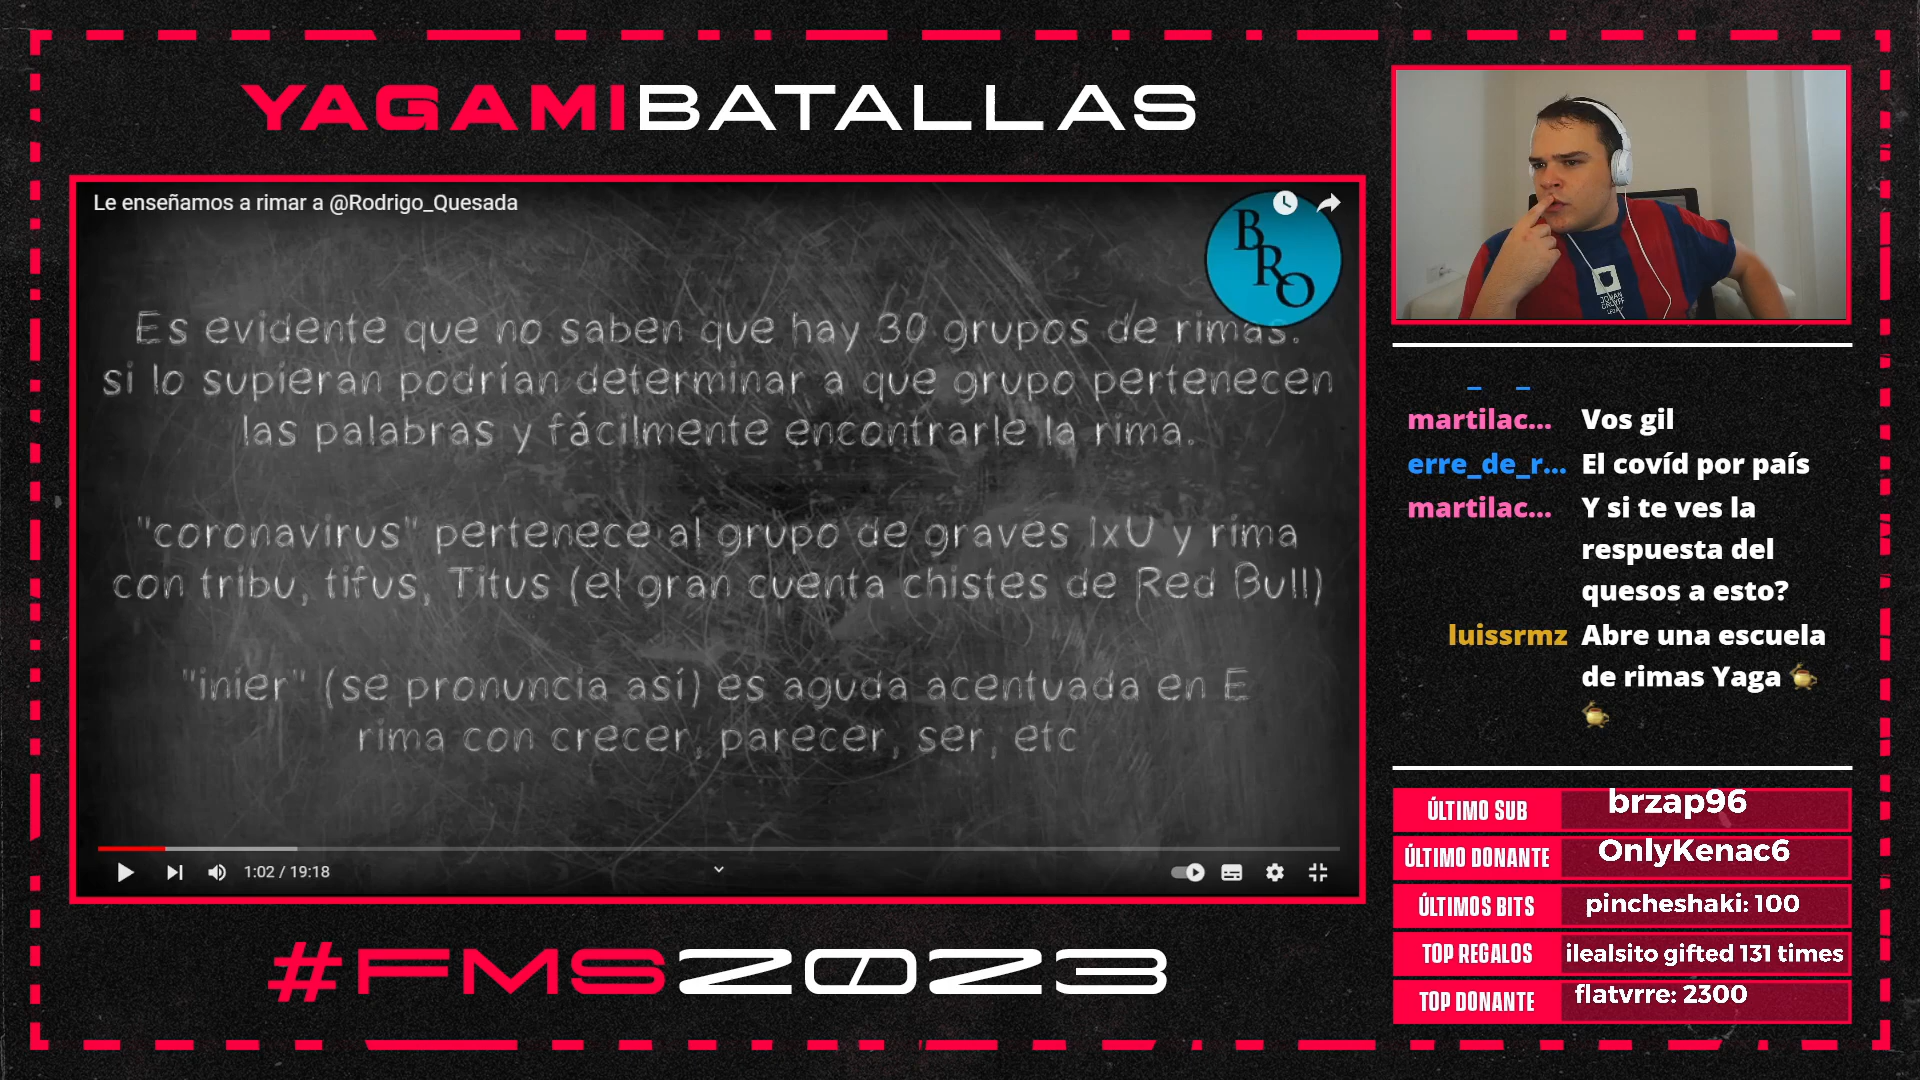 YAGAMIBATALLAS
Le enseñamos a rimar a @Rodrigo_Quesada
BRO
Es evidente que no saben que hay 30 grupos de rimas.
si lo supieran podrían determinar a que grupo pertenecen
las palabras y fácilmente encontrarle la rima.
"coronavirus" pertenece al grupo de graves IxU y rima
con tribu, tifus, Titus (el gran cuenta chistes de Red Bull)
"iníer" (se pronuncia así) es aguda acentuada en E
rima con crecer, parecer, ser, etc
1:02 / 19:18
#FMS2023
martilac... Vos gil
erre_de_r... El covíd por país
martilac... Y si te ves la
respuesta del
quesos a esto?
luissrmz Abre una escuela
de rimas Yaga
ÚLTIMO SUB brzap96
ÚLTIMO DONANTE OnlyKenac6
ÚLTIMOS BITS pincheshaki: 100
TOP REGALOS ilealsito gifted 131 times
TOP DONANTE flatvrre: 2300